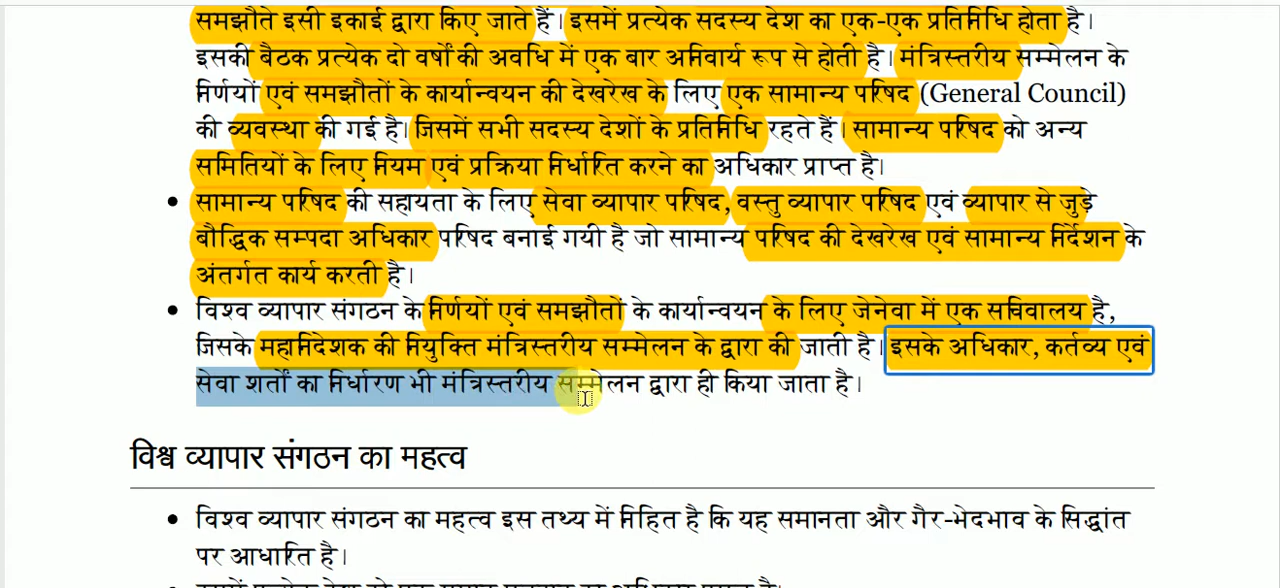 समझौते इसी इकाई द्वारा किए जाते हैं। इसमें प्रत्येक सदस्य देश का एक-एक प्रतिनिधि होता है।
इसकी बैठक प्रत्येक दो वर्षों की अवधि में एक बार अनिवार्य रूप से होती है। मंत्रिस्तरीय सम्मेलन के
निर्णयों एवं समझौतों के कार्यान्वयन की देखरेख के लिए एक सामान्य परिषद (General Council)
की व्यवस्था की गई है। जिसमें सभी सदस्य देशों के प्रतिनिधि रहते हैं। सामान्य परिषद को अन्य
समितियों के लिए नियम एवं प्रक्रिया निर्धारित करने का अधिकार प्राप्त है।
• सामान्य परिषद की सहायता के लिए सेवा व्यापार परिषद, वस्तु व्यापार परिषद एवं व्यापार से जुड़े
बौद्धिक सम्पदा अधिकार परिषद बनाई गयी है जो सामान्य परिषद की देखरेख एवं सामान्य निर्देशन के
अंतर्गत कार्य करती है।
• विश्व व्यापार संगठन के निर्णयों एवं समझौतों के कार्यान्वयन के लिए जेनेवा में एक सचिवालय है,
जिसके महानिदेशक की नियुक्ति मंत्रिस्तरीय सम्मेलन के द्वारा की जाती है। इसके अधिकार, कर्तव्य एवं
सेवा शर्तों का निर्धारण भी मंत्रिस्तरीय सम्मेलन द्वारा ही किया जाता है।
विश्व व्यापार संगठन का महत्व
• विश्व व्यापार संगठन का महत्व इस तथ्य में निहित है कि यह समानता और गैर-भेदभाव के सिद्धांत
पर आधारित है।